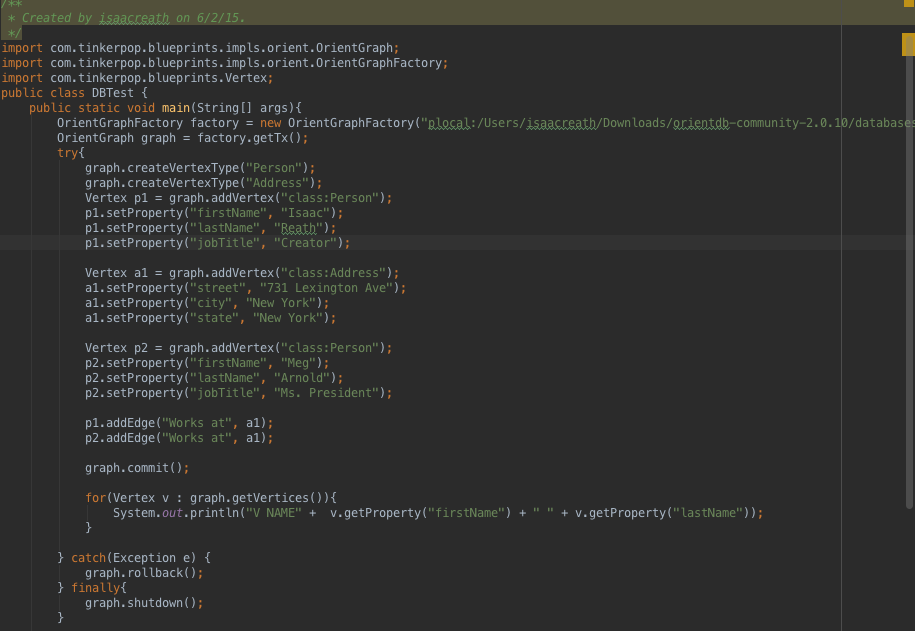 /**
 * Created by isaacreath on 6/2/15.
 */
import com.tinkerpop.blueprints.impls.orient.OrientGraph;
import com.tinkerpop.blueprints.impls.orient.OrientGraphFactory;
import com.tinkerpop.blueprints.Vertex;
public class DBTest {
    public static void main(String[] args){
        OrientGraphFactory factory = new OrientGraphFactory("plocal:/Users/isaacreath/Downloads/orientdb-community-2.0.10/databases
        OrientGraph graph = factory.getTx();
        try{
            graph.createVertexType("Person");
            graph.createVertexType("Address");
            Vertex p1 = graph.addVertex("class:Person");
            p1.setProperty("firstName", "Isaac");
            p1.setProperty("lastName", "Reath");
            p1.setProperty("jobTitle", "Creator");
            Vertex a1 = graph.addVertex("class:Address");
            a1.setProperty("street", "731 Lexington Ave");
            a1.setProperty("city", "New York");
            a1.setProperty("state", "New York");
            Vertex p2 = graph.addVertex("class:Person");
            p2.setProperty("firstName", "Meg");
            p2.setProperty("lastName", "Arnold");
            p2.setProperty("jobTitle", "Ms. President");
            p1.addEdge("Works at", a1);
            p2.addEdge("Works at", a1);
            graph.commit();
            for(Vertex v : graph.getVertices()){
                System.out.println("V NAME" +  v.getProperty("firstName") + " " + v.getProperty("lastName"));
            }
        } catch(Exception e) {
            graph.rollback();
        } finally{
            graph.shutdown();
        }